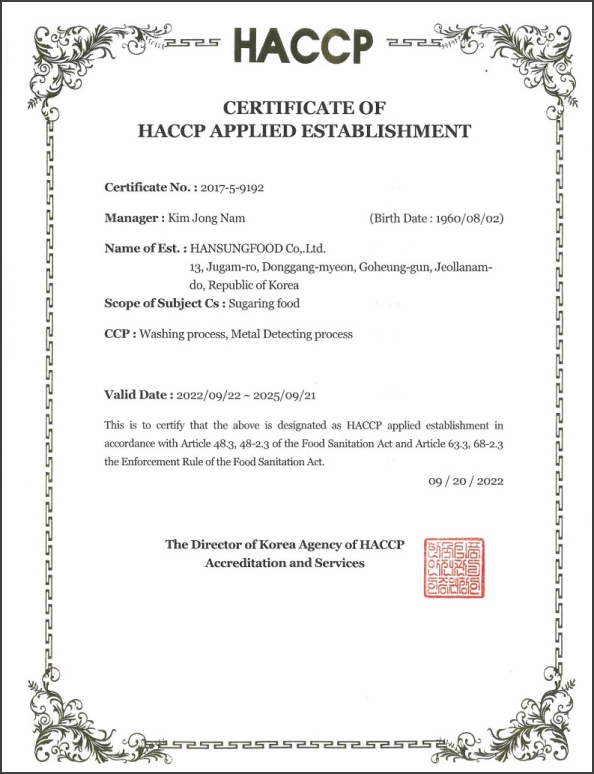 HACCP
CERTIFICATE OF
HACCP APPLIED ESTABLISHMENT
Certificate No. : 2017-5-9192
Manager : Kim Jong Nam (Birth Date : 1960/08/02)
Name of Est. : HANSUNGFOOD Co,.Ltd.
13, Jugam-ro, Donggang-myeon, Goheung-gun, Jeollanam-
do, Republic of Korea
Scope of Subject Cs : Sugaring food
CCP : Washing process, Metal Detecting process
Valid Date : 2022/09/22 ~ 2025/09/21
This is to certify that the above is designated as HACCP applied establishment in
accordance with Article 48.3, 48-2.3 of the Food Sanitation Act and Article 63.3, 68-2.3
the Enforcement Rule of the Food Sanitation Act.
09 / 20 / 2022
The Director of Korea Agency of HACCP
Accreditation and Services